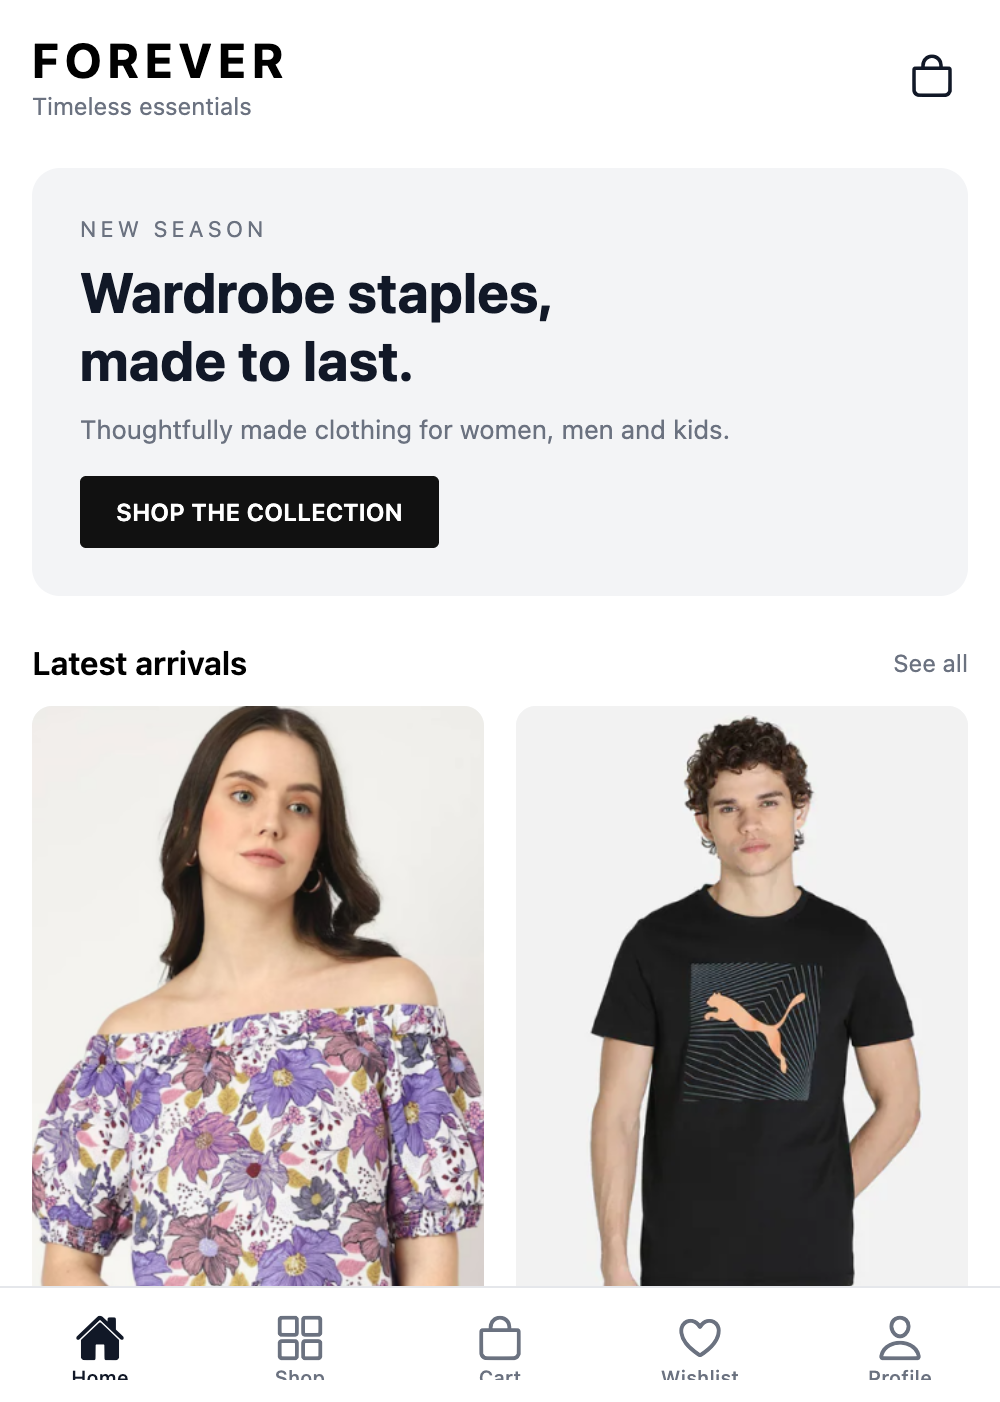 FOREVER
Timeless essentials
NEW SEASON
Wardrobe staples,
made to last.
Thoughtfully made clothing for women, men and kids.
SHOP THE COLLECTION
Latest arrivals
See all
Home
Shop
Cart
Wishlist
Profile